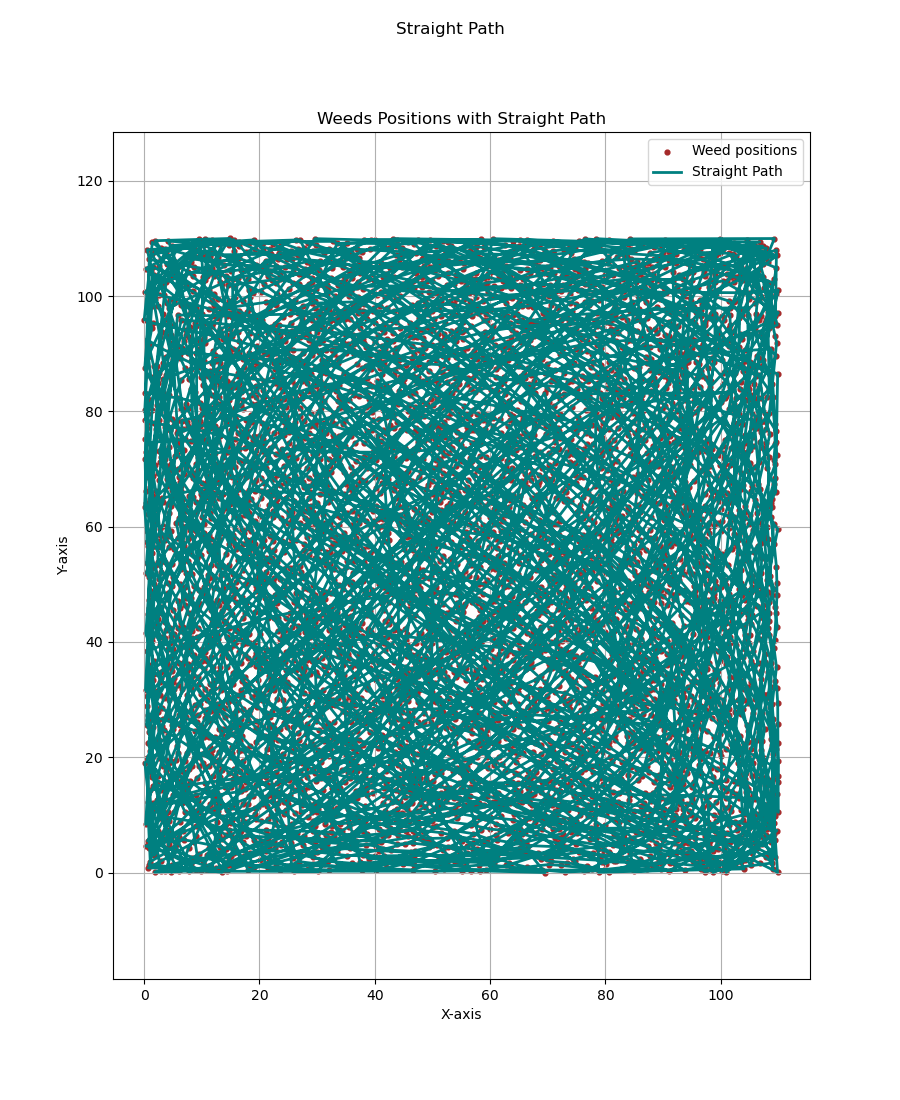 Straight Path
Weeds Positions with Straight Path
Weed positions
Straight Path
120
100
80
60
40
20
0
Y-axis
0 20 40 60 80 100
X-axis